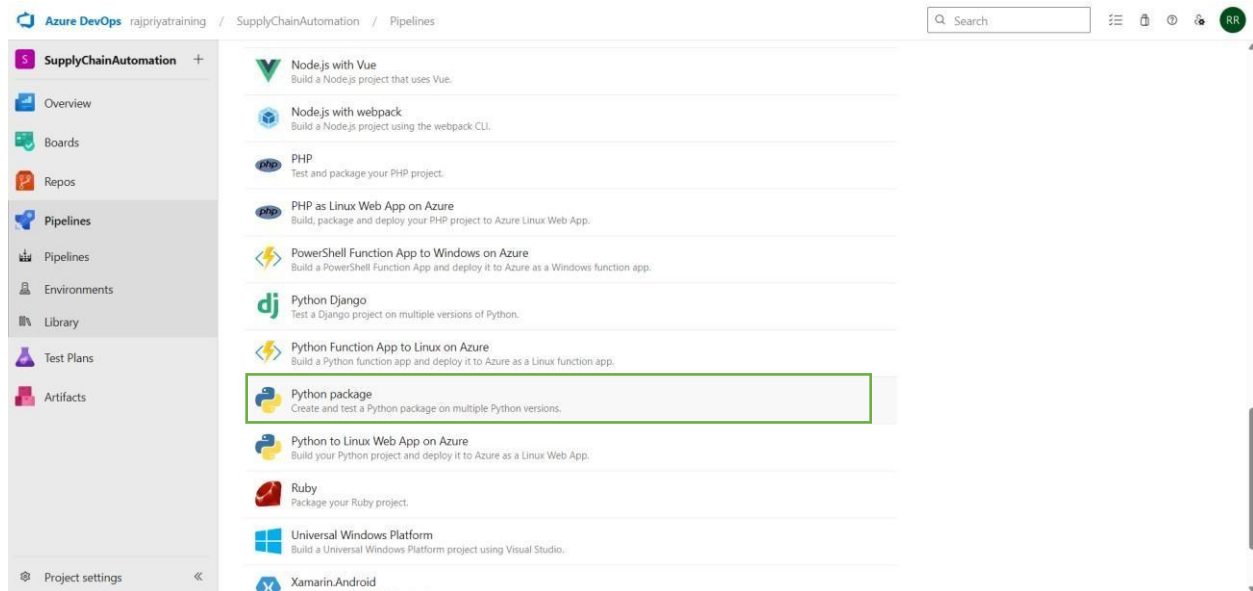 Azure DevOps rajpriyatraining / SupplyChainAutomation / Pipelines
Search
RR
S SupplyChainAutomation +
Overview
Boards
Repos
Pipelines
Pipelines
Environments
Library
Test Plans
Artifacts
Project settings
Node.js with Vue
Build a Node.js project that uses Vue.
Node.js with webpack
Build a Node.js project using the webpack CLI.
php
PHP
Test and package your PHP project.
php
PHP as Linux Web App on Azure
Build, package and deploy your PHP project to Azure Linux Web App.
PowerShell Function App to Windows on Azure
Build a PowerShell Function App and deploy it to Azure as a Windows function app.
dj
Python Django
Test a Django project on multiple versions of Python.
Python Function App to Linux on Azure
Build a Python function app and deploy it to Azure as a Linux function app.
Python package
Create and test a Python package on multiple Python versions.
Python to Linux Web App on Azure
Build your Python project and deploy it to Azure as a Linux Web App.
Ruby
Package your Ruby project.
Universal Windows Platform
Build a Universal Windows Platform project using Visual Studio.
Xamarin.Android